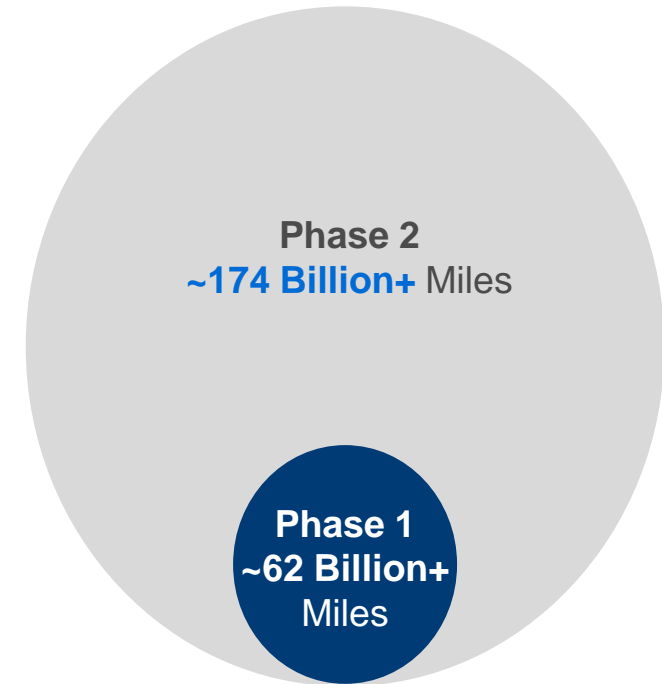 Phase 2
~174 Billion+ Miles
Phase 1
~62 Billion+
Miles